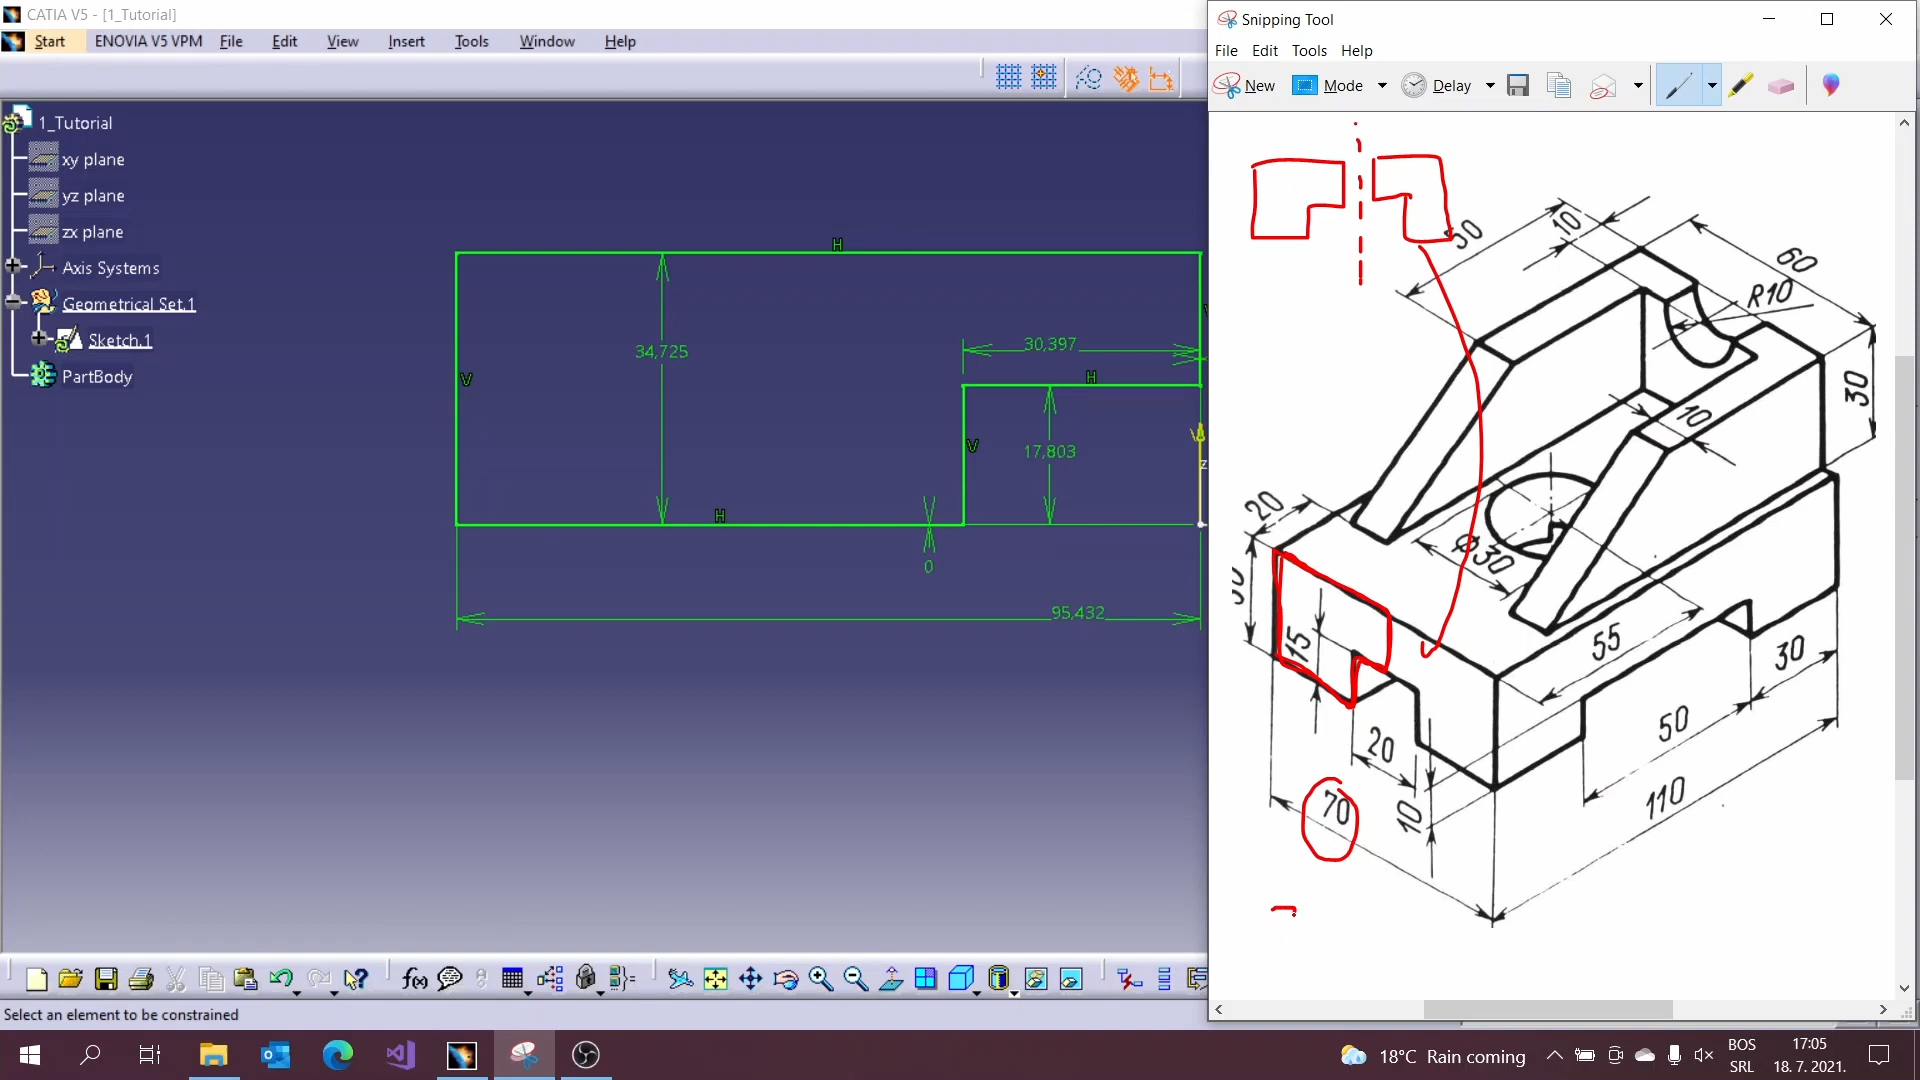 CATIA V5 - [1_Tutorial]
Start ENOVIA V5 VPM File Edit View Insert Tools Window Help
1_Tutorial
xy plane
yz plane
zx plane
Axis Systems
Geometrical Set.1
Sketch.1
PartBody
H
34,725
V
30,397
H
V
17,803
H
0
95,432
z
Select an element to be constrained
Snipping Tool
File Edit Tools Help
New Mode Delay
50
10
60
R10
30
10
20
Ø30
15
55
30
20
50
70
10
110
18°C Rain coming
BOS
SRL
17:05
18. 7. 2021.